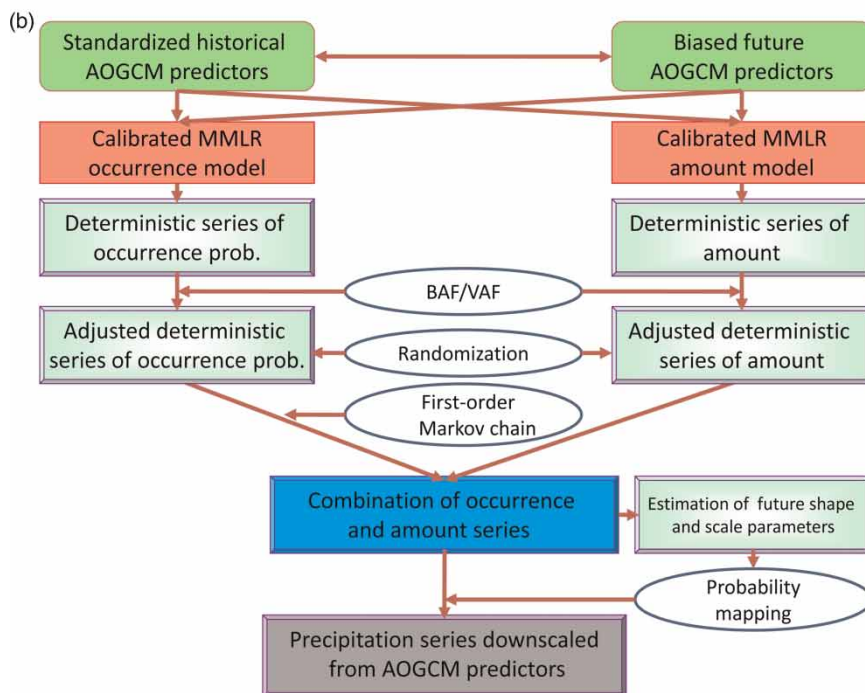 (b)
Standardized historical
AOGCM predictors
Biased future
AOGCM predictors
Calibrated MMLR
occurrence model
Calibrated MMLR
amount model
Deterministic series of
occurrence prob.
Deterministic series of
amount
BAF/VAF
Adjusted deterministic
series of occurrence prob.
Randomization
Adjusted deterministic
series of amount
First-order
Markov chain
Combination of occurrence
and amount series
Estimation of future shape
and scale parameters
Probability
mapping
Precipitation series downscaled
from AOGCM predictors